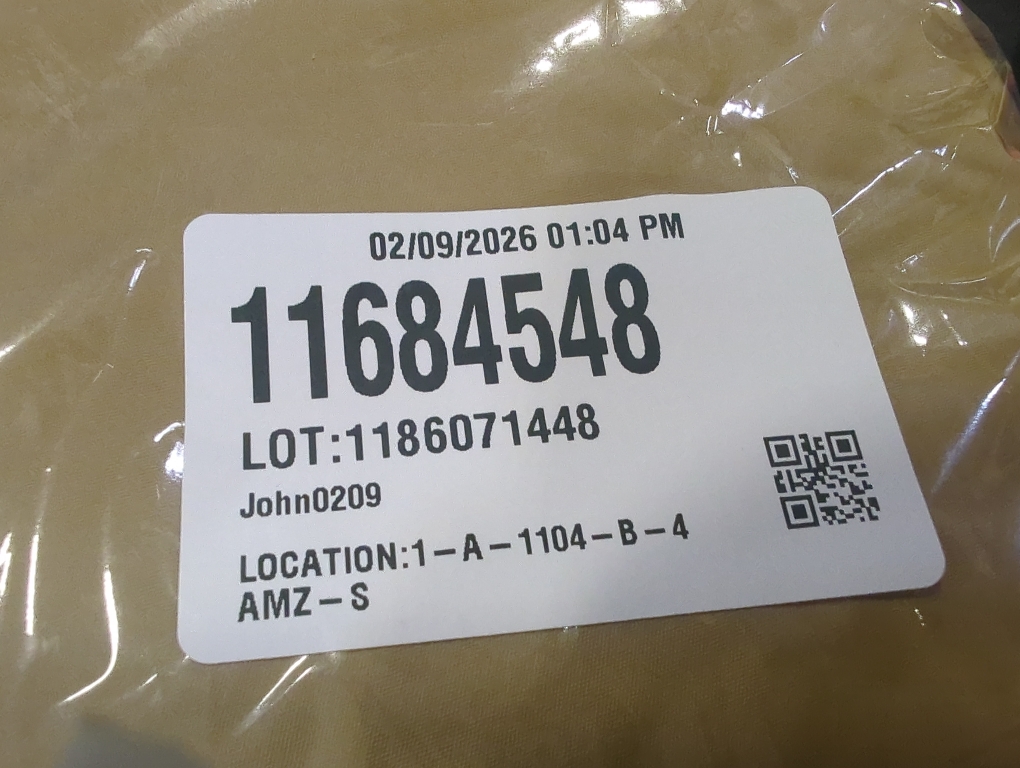 02/09/2026 01:04 PM
11684548
LOT:1186071448
John0209
LOCATION:1-A-1104-B-4
AMZ-S